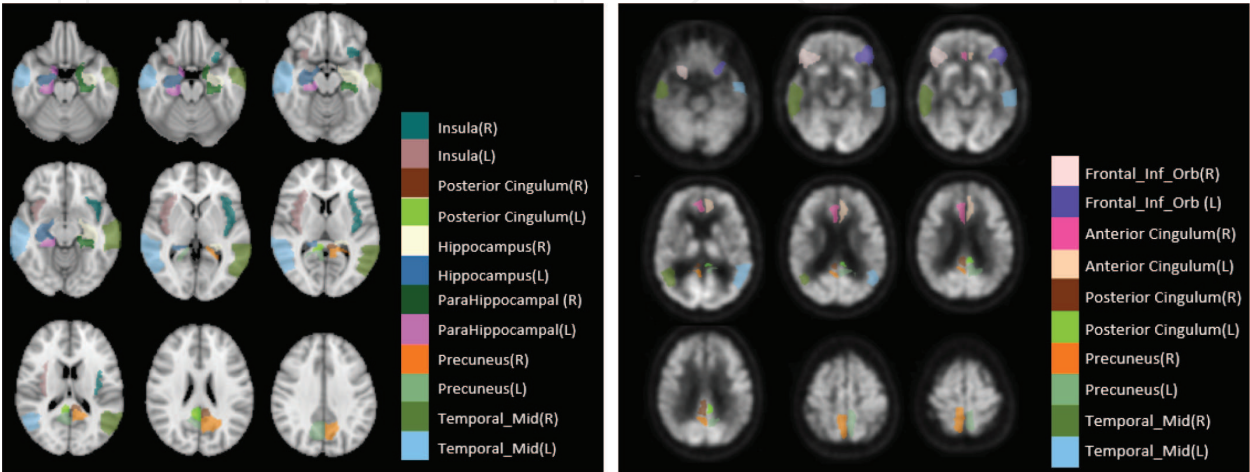 Insula(R)
Insula(L)
Posterior Cingulum(R)
Posterior Cingulum(L)
Hippocampus(R)
Hippocampus(L)
ParaHippocampal (R)
ParaHippocampal(L)
Precuneus(R)
Precuneus(L)
Temporal_Mid(R)
Temporal_Mid(L)
Frontal_Inf_Orb(R)
Frontal_Inf_Orb (L)
Anterior Cingulum(R)
Anterior Cingulum(L)
Posterior Cingulum(R)
Posterior Cingulum(L)
Precuneus(R)
Precuneus(L)
Temporal_Mid(R)
Temporal_Mid(L)